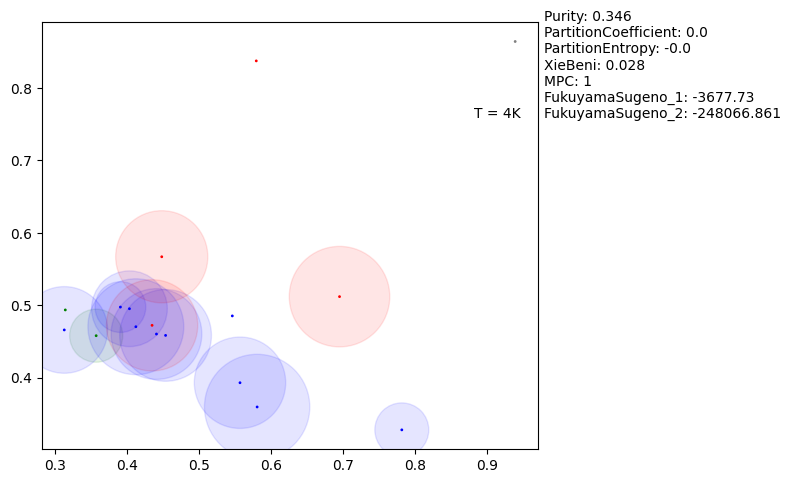 Purity: 0.346
PartitionCoefficient: 0.0
PartitionEntropy: -0.0
XieBeni: 0.028
MPC: 1
FukuyamaSugeno_1: -3677.73
FukuyamaSugeno_2: -248066.861
T = 4K
0.8
0.7
0.6
0.5
0.4
0.3 0.4 0.5 0.6 0.7 0.8 0.9